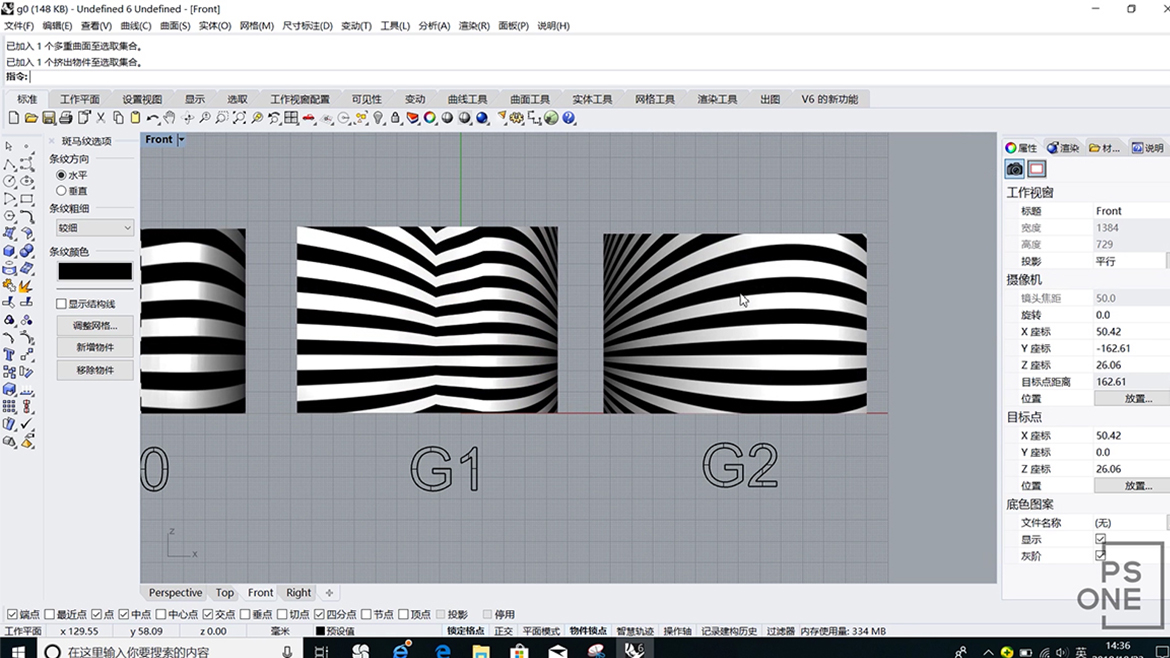 g0 (148 KB) - Undefined 6 Undefined - [Front]
文件(F) 编辑(E) 查看(V) 曲线(C) 曲面(S) 实体(O) 网格(M) 尺寸标注(D) 变动(T) 工具(L) 分析(A) 渲染(R) 面板(P) 说明(H)
已加入 1 个多重曲面至选取集合。
已加入 1 个挤出物件至选取集合。
指令:
标准 工作平面 设置视图 显示 选取 工作视窗配置 可见性 变动 曲线工具 曲面工具 实体工具 网格工具 渲染工具 出图 V6 的新功能
斑马纹选项
条纹方向
水平
垂直
条纹粗细
较细
条纹颜色
显示结构线
调整网格...
新增物件
移除物件
Front
0 G1 G2
z
x
属性 渲染 材... 说明
工作视窗
标题 Front
宽度 1384
高度 729
投影 平行
摄像机
镜头焦距 50.0
旋转 0.0
X 座标 50.42
Y 座标 -162.61
Z 座标 26.06
目标点距离 162.61
位置 放置...
目标点
X 座标 50.42
Y 座标 0.0
Z 座标 26.06
位置 放置...
底色图案
文件名称 (无)
显示
灰阶
PS
ONE
Perspective Top Front Right
端点 最近点 点 中点 中心点 交点 垂点 切点 四分点 节点 顶点 投影 停用
工作平面 x 129.55 y 58.09 z 0.00 毫米 预设值 锁定格点 正交 平面模式 物件锁点 智慧轨迹 操作轴 记录建构历史 过滤器 内存使用量: 334 MB
在这里输入你要搜索的内容
英
14:36